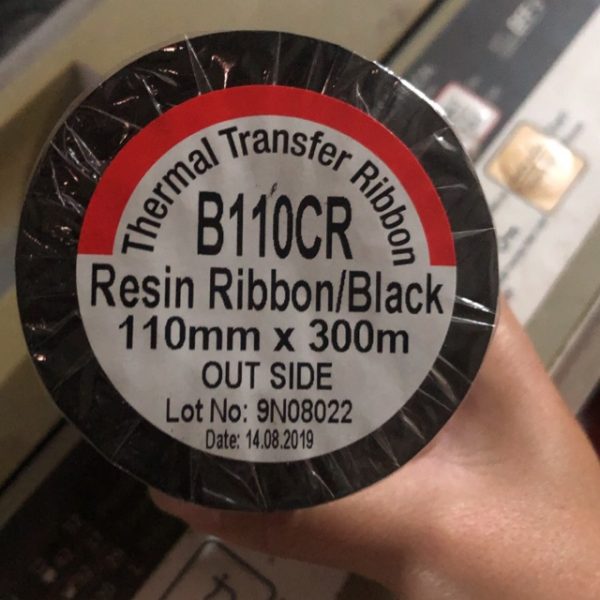 Thermal Transfer Ribbon
B110CR
Resin Ribbon/Black
110mm x 300m
OUT SIDE
Lot No: 9N08022
Date: 14.08.2019